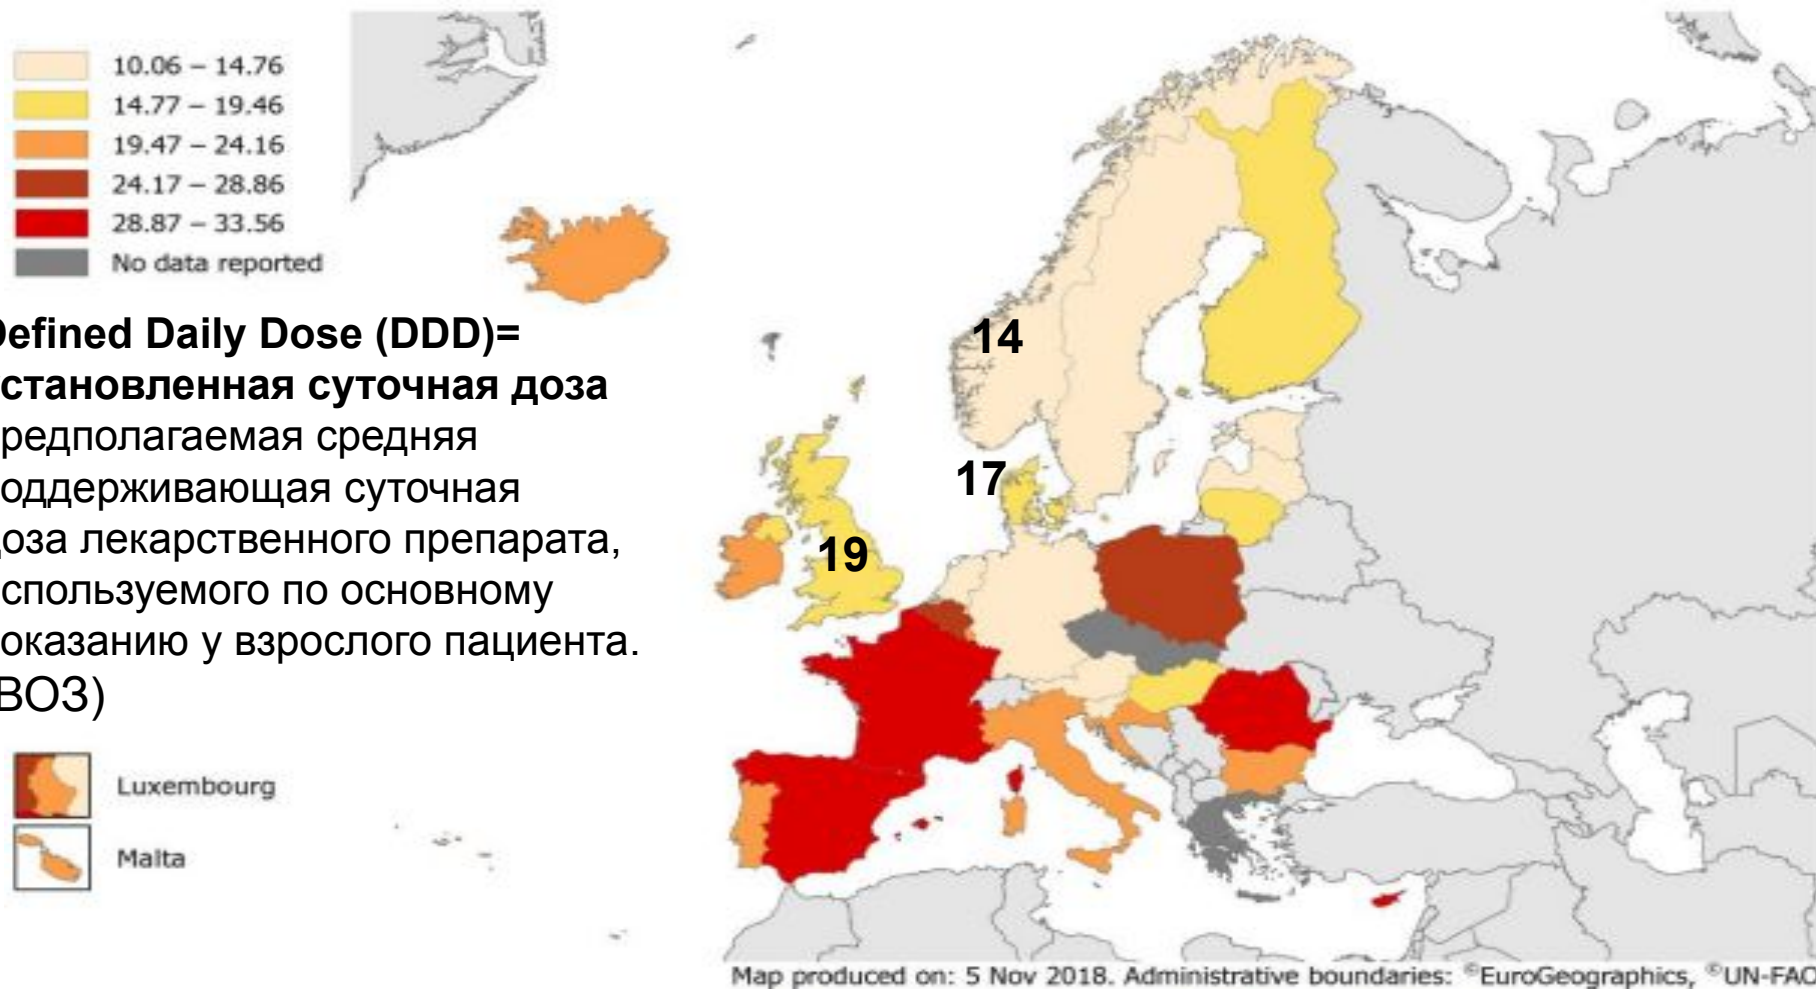 10.06 – 14.76
14.77 – 19.46
19.47 – 24.16
24.17 – 28.86
28.87 – 33.56
No data reported
Defined Daily Dose (DDD)=
становленная суточная доза
редполагаемая средняя
оддерживающая суточная
доза лекарственного препарата,
спользуемого по основному
оказанию у взрослого пациента.
ВОЗ)
Luxembourg
Malta
14
17
19
Map produced on: 5 Nov 2018. Administrative boundaries: ©EuroGeographics, ©UN-FAO